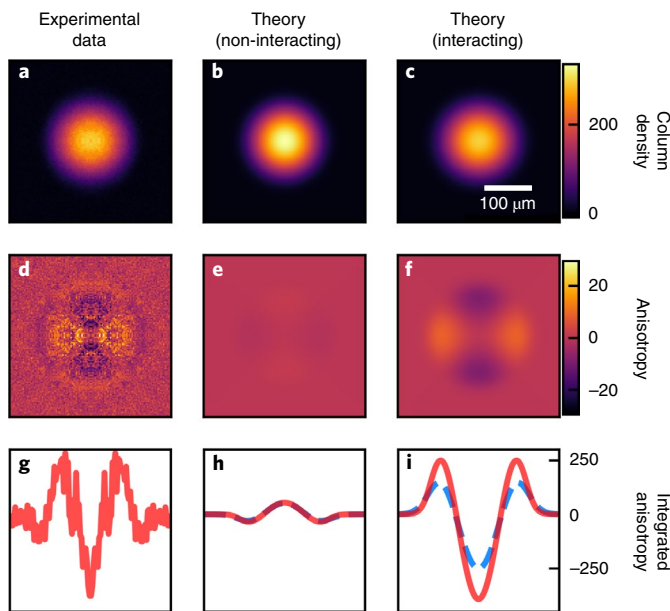 Experimental
data
Theory
(non-interacting)
Theory
(interacting)
a
b
c
100 μm
200
0
Column
density
d
e
f
20
0
−20
Anisotropy
g
h
i
250
0
−250
Integrated
anisotropy